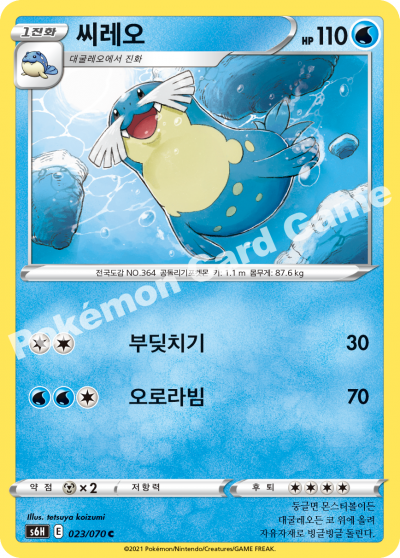 1진화
씨레오
HP 110
대굴레오에서 진화
전국도감 NO.364 공돌리기포켓몬 키: 1.1 m 몸무게: 87.6 kg
Pokémon Card Game
부딪치기 30
오로라빔 70
약점 ×2 저항력 후퇴
Illus. tetsuya koizumi
s6H E 023/070 C
둥글면 몬스터볼이든
대굴레오든 코 위에 올려
자유자재로 빙글빙글 돌린다.
©2021 Pokémon/Nintendo/Creatures/GAME FREAK.